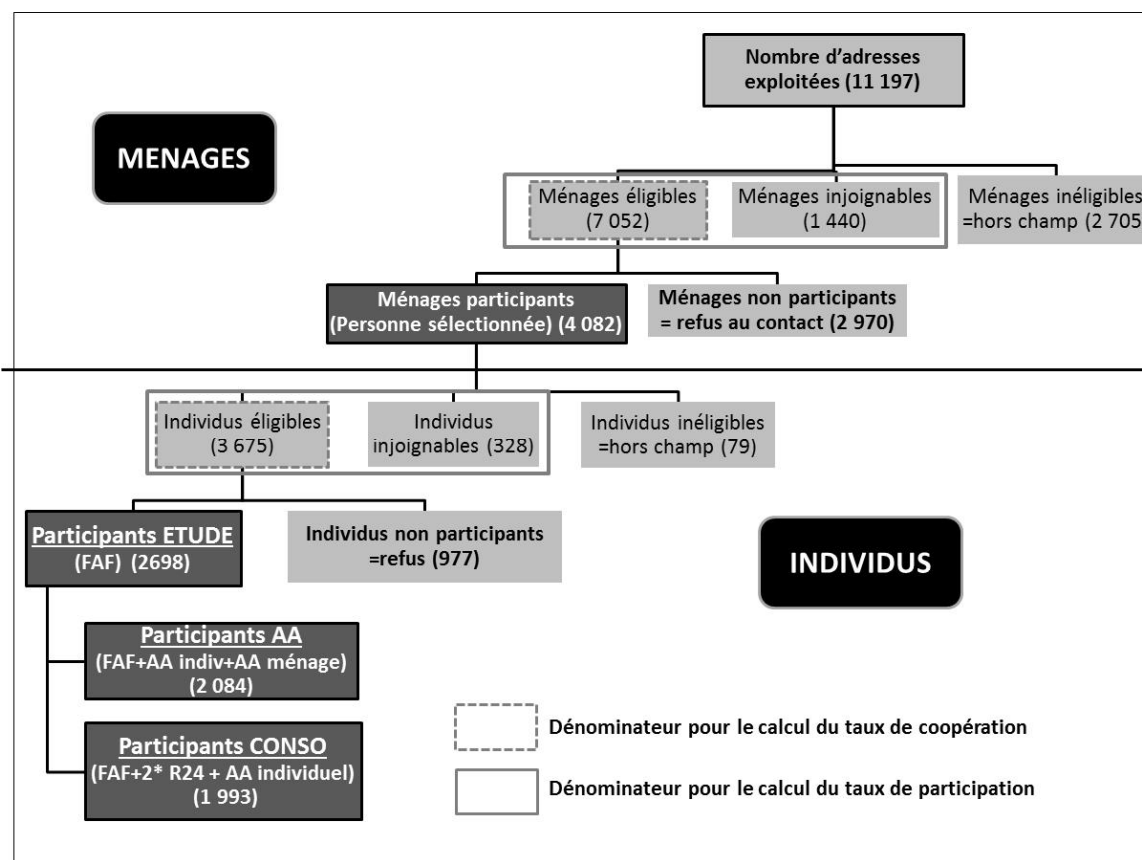 Nombre d'adresses
exploitées (11 197)
MENAGES
Ménages éligibles
(7 052)
Ménages injoignables
(1 440)
Ménages inéligibles
=hors champ (2 705
Ménages participants
(Personne sélectionnée) (4 082)
Ménages non participants
= refus au contact (2 970)
Individus éligibles
(3 675)
Individus
injoignables (328)
Individus inéligibles
=hors champ (79)
Participants ETUDE
(FAF) (2698)
Individus non participants
=refus (977)
INDIVIDUS
Participants AA
(FAF+AA indiv+AA ménage)
(2 084)
Participants CONSO
(FAF+2* R24 + AA individuel)
(1 993)
Dénominateur pour le calcul du taux de coopération
Dénominateur pour le calcul du taux de participation